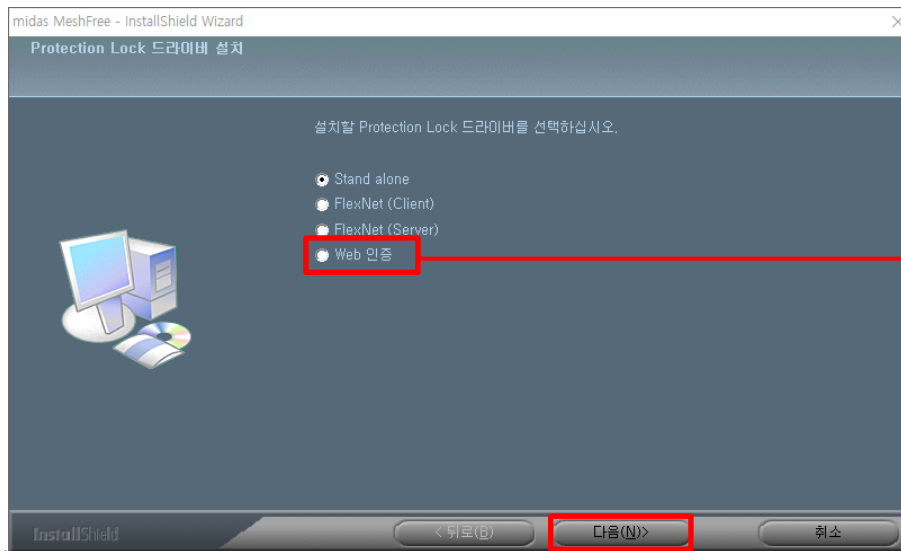 midas MeshFree - InstallShield Wizard
Protection Lock 드라이버 설치
설치할 Protection Lock 드라이버를 선택하십시오.
Stand alone
FlexNet (Client)
FlexNet (Server)
Web 인증
InstallShield
< 뒤로(B)
다음(N)>
취소